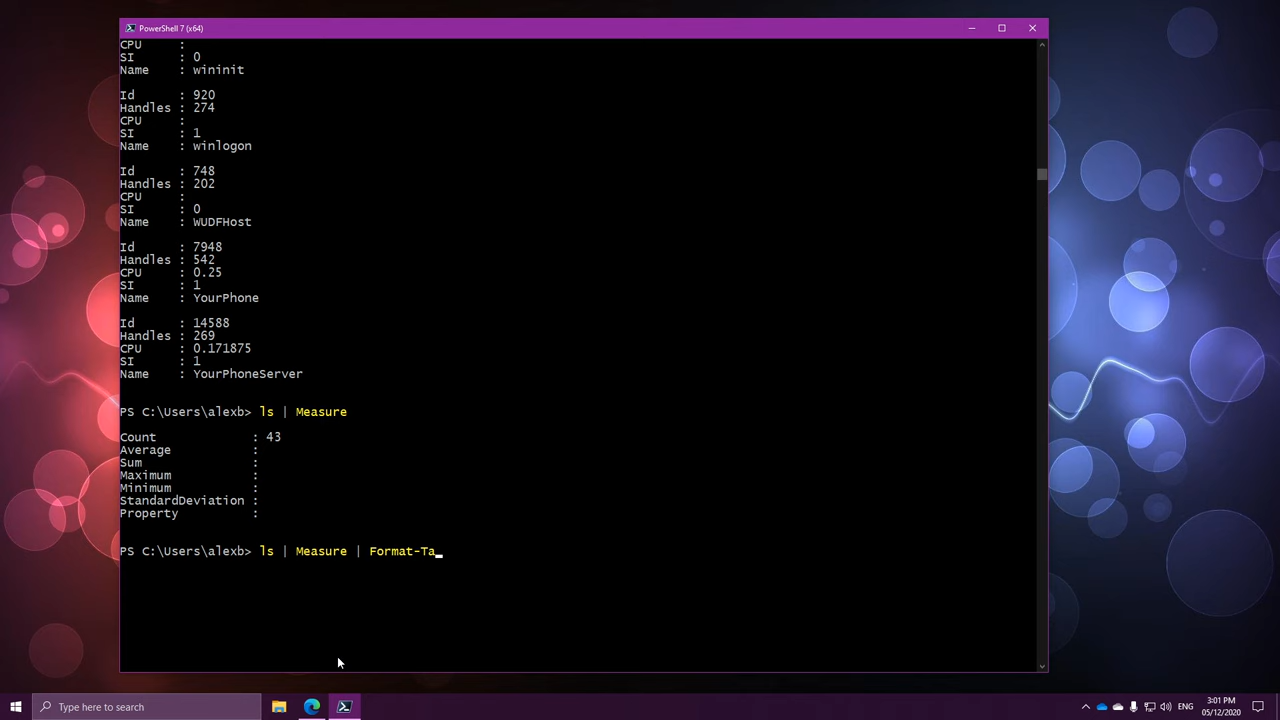 PowerShell 7 (x64)
CPU     :
SI      : 0
Name    : wininit
Id      : 920
Handles : 274
CPU     :
SI      : 1
Name    : winlogon
Id      : 748
Handles : 202
CPU     :
SI      : 0
Name    : WUDFHost
Id      : 7948
Handles : 542
CPU     : 0.25
SI      : 1
Name    : YourPhone
Id      : 14588
Handles : 269
CPU     : 0.171875
SI      : 1
Name    : YourPhoneServer
PS C:\Users\alexb> ls | Measure
Count             : 43
Average           :
Sum               :
Maximum           :
Minimum           :
StandardDeviation :
Property          :
PS C:\Users\alexb> ls | Measure | Format-Ta_
Type here to search
ENG
3:01 PM
05/12/2020